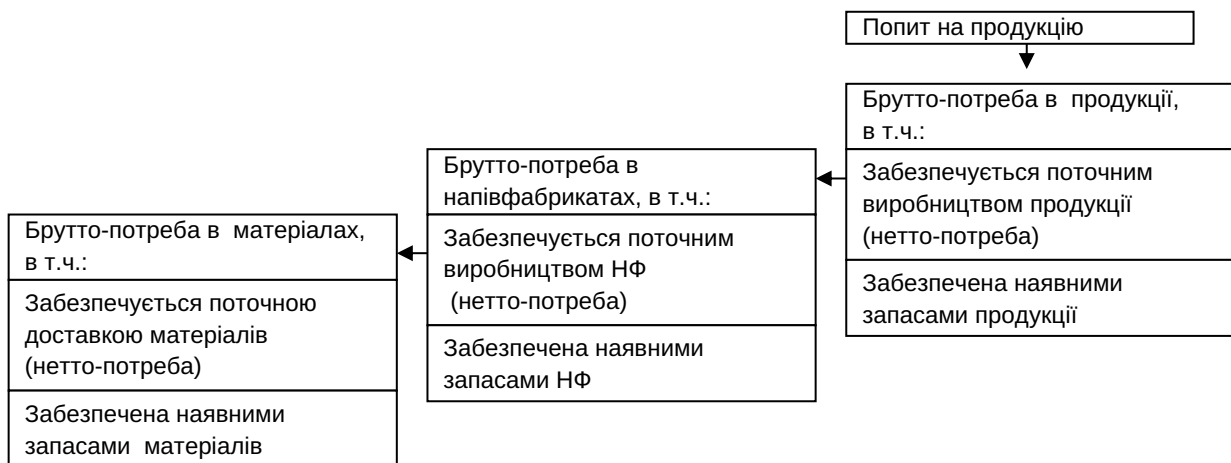 Попит на продукцію
Брутто-потреба в  продукції,
в т.ч.:
Забезпечується поточним
виробництвом продукції
(нетто-потреба)
Забезпечена наявними
запасами продукції
Брутто-потреба в
напівфабрикатах, в т.ч.:
Забезпечується поточним
виробництвом НФ
(нетто-потреба)
Забезпечена наявними
запасами НФ
Брутто-потреба в  матеріалах,
в т.ч.:
Забезпечується поточною
доставкою матеріалів
(нетто-потреба)
Забезпечена наявними
запасами  матеріалів